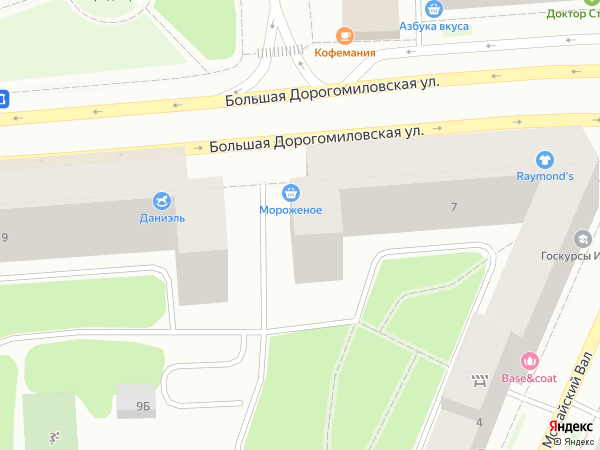 Азбука вкуса
Доктор Ст
Кофемания
Большая Дорогомиловская ул.
Большая Дорогомиловская ул.
Raymond's
Даниэль
Мороженое
7
9
Госкурсы И
Base&coat
9Б
4
Можайский Вал
Яндекс
© Яндекс